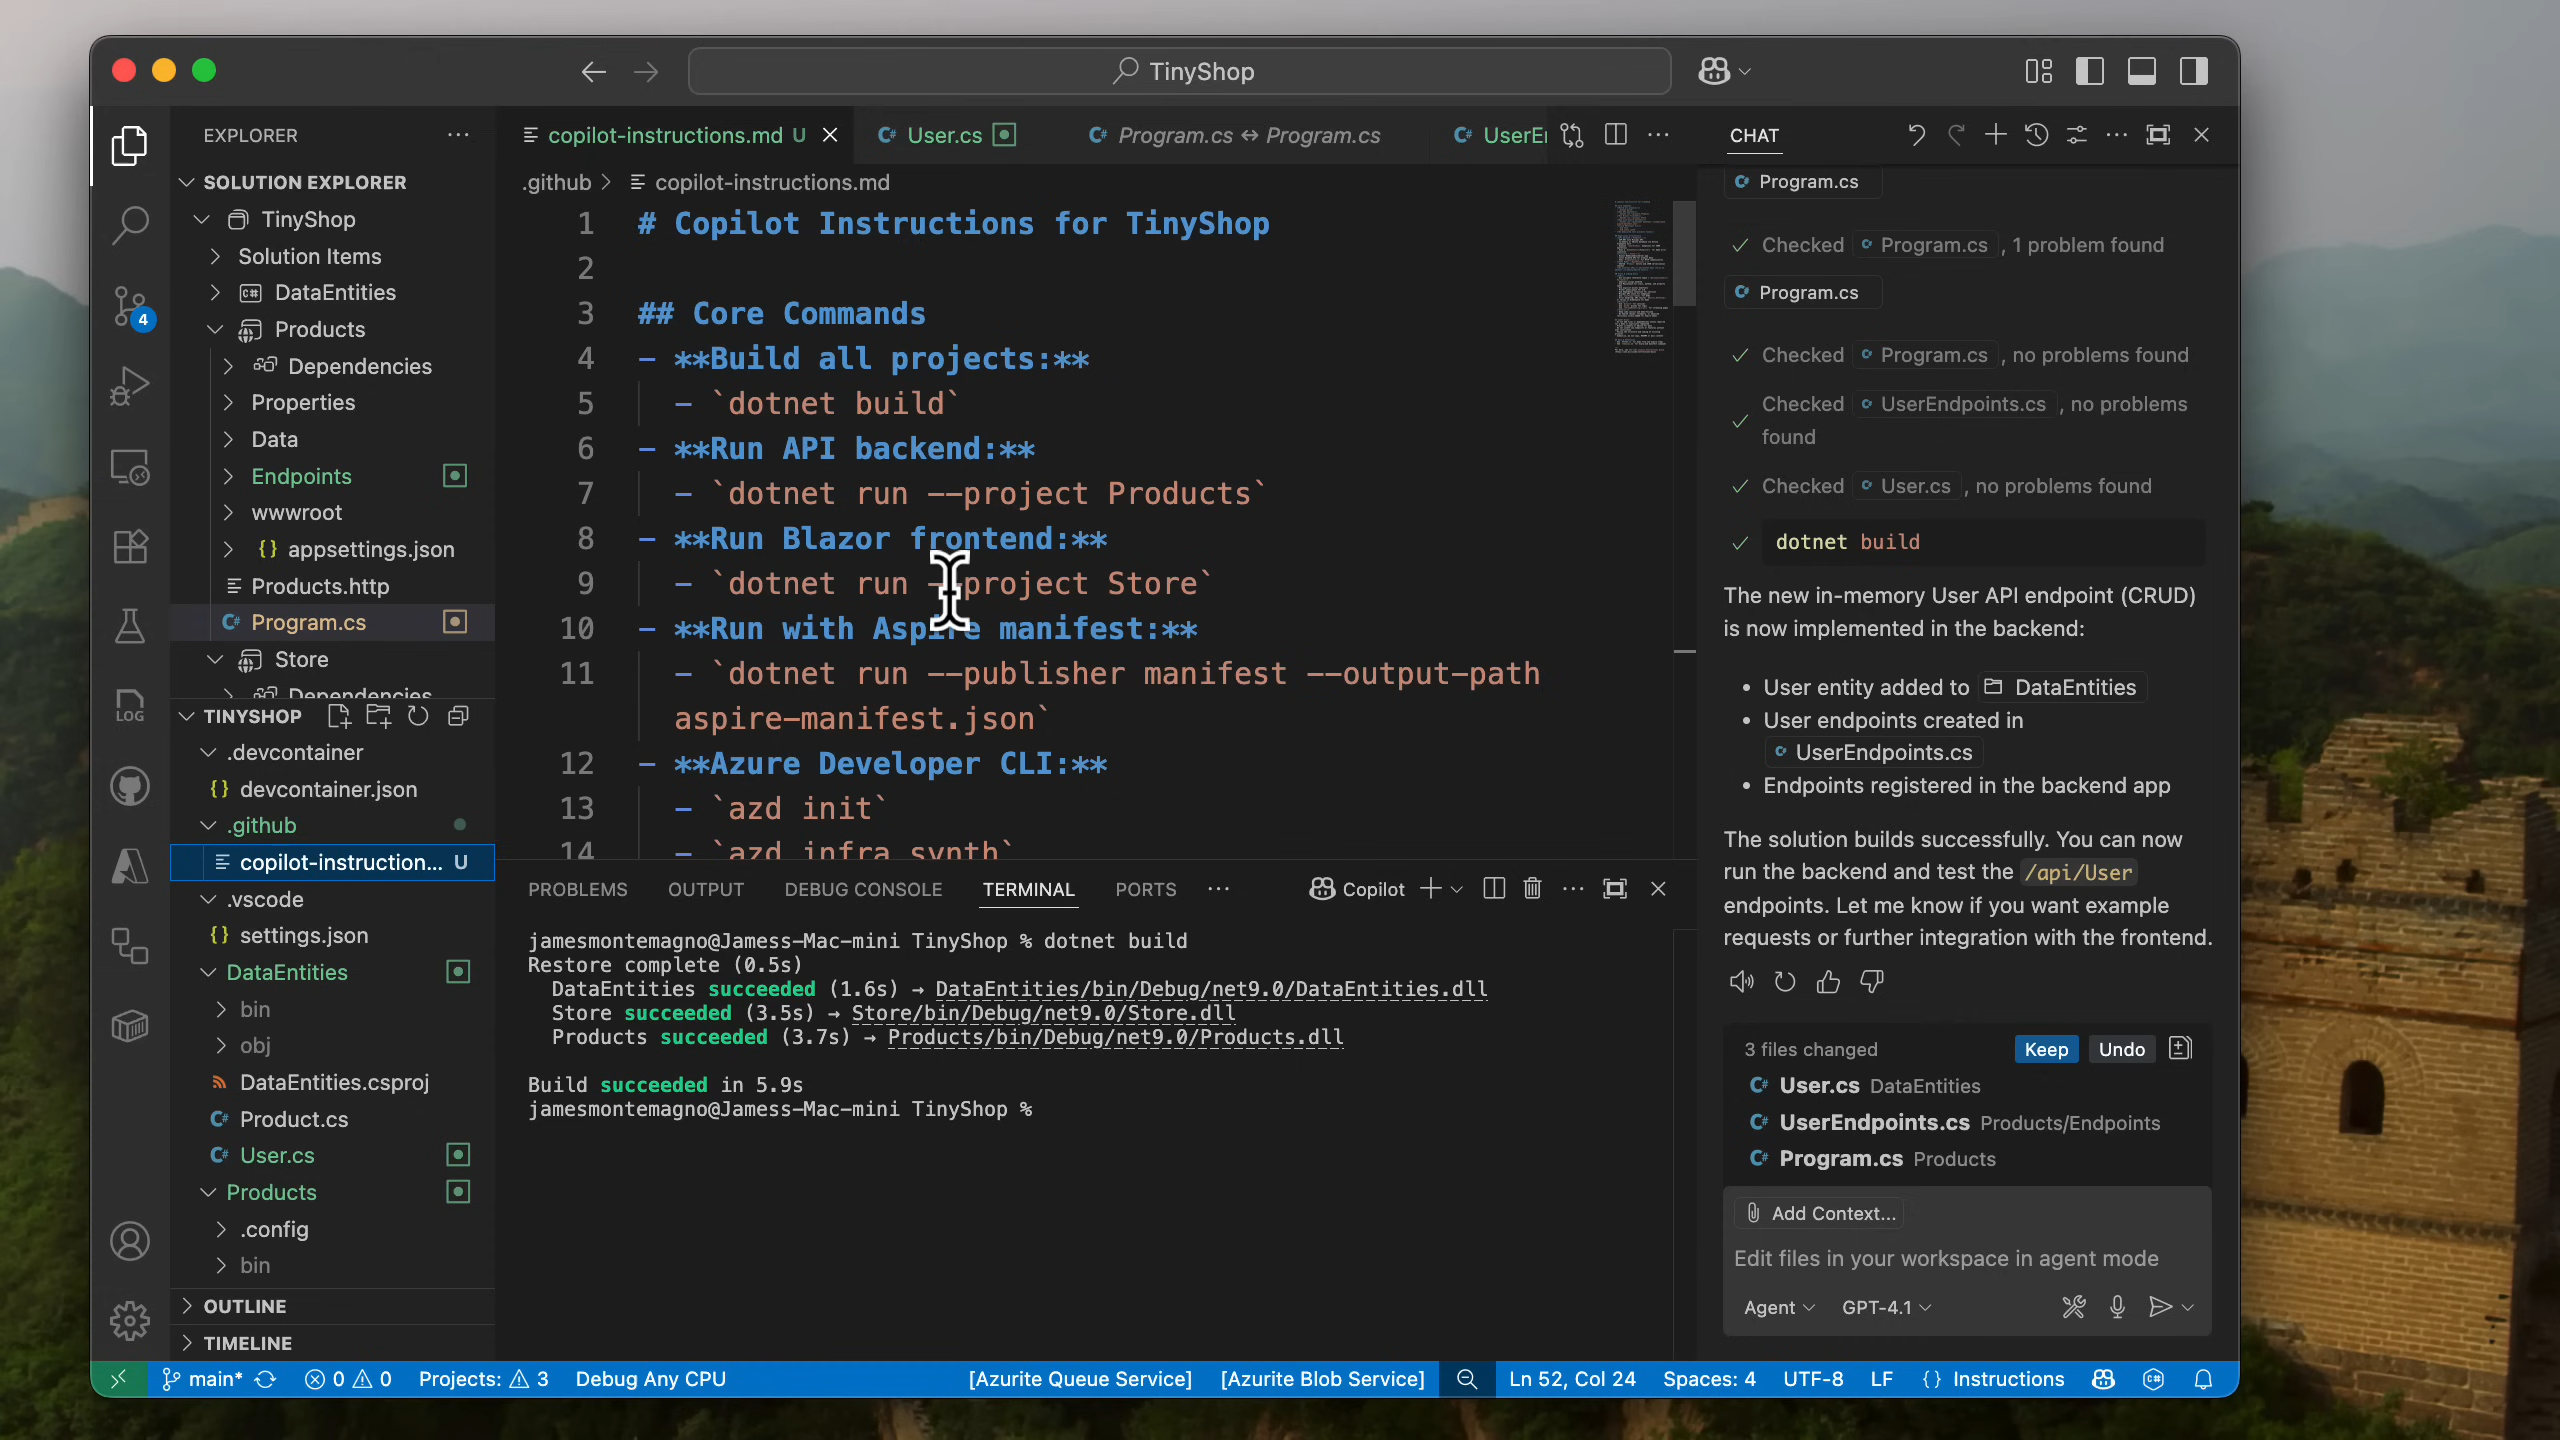 TinyShop
EXPLORER
SOLUTION EXPLORER
TinyShop
Solution Items
DataEntities
Products
Dependencies
Properties
Data
Endpoints
wwwroot
{} appsettings.json
Products.http
C# Program.cs
Store
Dependencies
TINYSHOP
.devcontainer
{} devcontainer.json
.github
copilot-instruction... U
.vscode
{} settings.json
DataEntities
bin
obj
DataEntities.csproj
C# Product.cs
C# User.cs
Products
.config
bin
OUTLINE
TIMELINE
4
LOG
copilot-instructions.md U
C# User.cs
C# Program.cs ↔ Program.cs
C# UserE
.github > copilot-instructions.md
1 # Copilot Instructions for TinyShop
2
3 ## Core Commands
4 - **Build all projects:**
5 - `dotnet build`
6 - **Run API backend:**
7 - `dotnet run --project Products`
8 - **Run Blazor frontend:**
9 - `dotnet run --project Store`
10 - **Run with Aspire manifest:**
11 - `dotnet run --publisher manifest --output-path
aspire-manifest.json`
12 - **Azure Developer CLI:**
13 - `azd init`
14 - `azd infra synth`
PROBLEMS OUTPUT DEBUG CONSOLE TERMINAL PORTS
Copilot
jamesmontemagno@Jamess-Mac-mini TinyShop % dotnet build
Restore complete (0.5s)
DataEntities succeeded (1.6s) → DataEntities/bin/Debug/net9.0/DataEntities.dll
Store succeeded (3.5s) → Store/bin/Debug/net9.0/Store.dll
Products succeeded (3.7s) → Products/bin/Debug/net9.0/Products.dll
Build succeeded in 5.9s
jamesmontemagno@Jamess-Mac-mini TinyShop %
CHAT
Program.cs
Checked Program.cs , 1 problem found
Program.cs
Checked Program.cs , no problems found
Checked UserEndpoints.cs , no problems
found
Checked User.cs , no problems found
dotnet build
The new in-memory User API endpoint (CRUD)
is now implemented in the backend:
• User entity added to DataEntities
• User endpoints created in
UserEndpoints.cs
• Endpoints registered in the backend app
The solution builds successfully. You can now
run the backend and test the /api/User
endpoints. Let me know if you want example
requests or further integration with the frontend.
3 files changed Keep Undo
C# User.cs DataEntities
C# UserEndpoints.cs Products/Endpoints
C# Program.cs Products
Add Context...
Edit files in your workspace in agent mode
Agent GPT-4.1
main* 0 0 Projects: 3 Debug Any CPU [Azurite Queue Service] [Azurite Blob Service] Ln 52, Col 24 Spaces: 4 UTF-8 LF {} Instructions